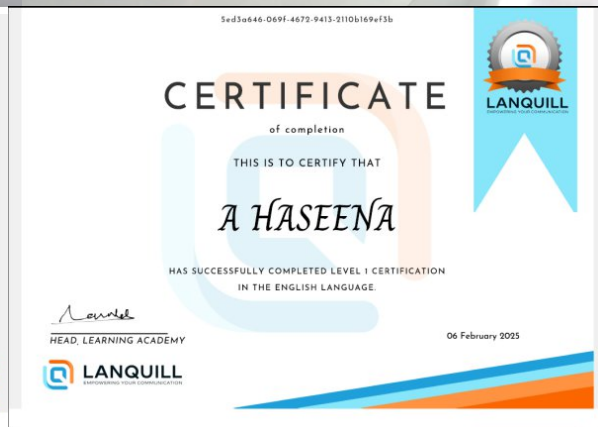 5ed3a646-069f-4672-9413-2110b169ef3b
LANQUILL
EMPOWERING YOUR COMMUNICATION
CERTIFICATE
of completion
THIS IS TO CERTIFY THAT
A HASEENA
HAS SUCCESSFULLY COMPLETED LEVEL 1 CERTIFICATION
IN THE ENGLISH LANGUAGE.
HEAD, LEARNING ACADEMY
06 February 2025
LANQUILL
EMPOWERING YOUR COMMUNICATION